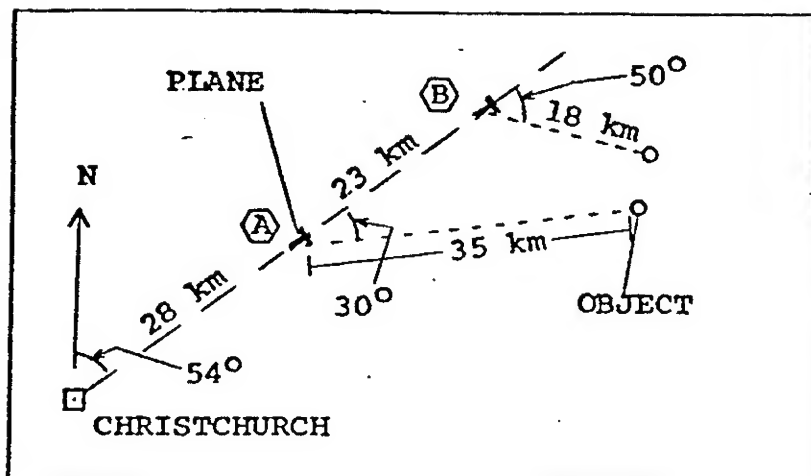 PLANE
B
50°
18 km
N
23 km
A
35 km
28 km
30°
OBJECT
54°
CHRISTCHURCH